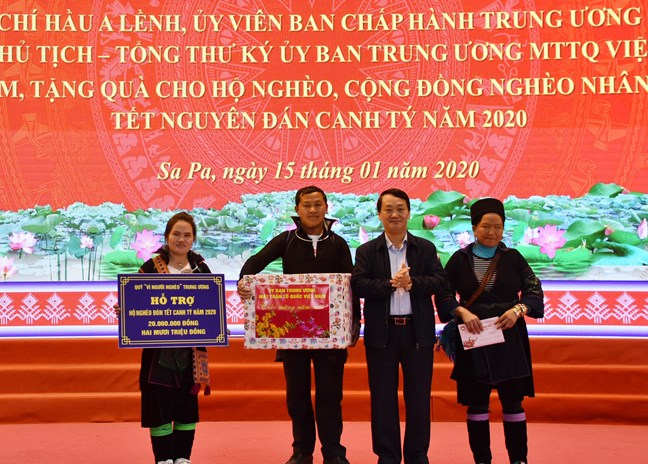 CHÍ HẦU A LỀNH, ỦY VIÊN BAN CHẤP HÀNH TRUNG ƯƠNG
HỦ TỊCH – TỔNG THƯ KÝ ỦY BAN TRUNG ƯƠNG MTTQ VIỆ
M, TẶNG QUÀ CHO HỘ NGHÈO, CỘNG ĐỒNG NGHÈO NHÂN
TẾT NGUYÊN ĐÁN CANH TÝ NĂM 2020
Sa Pa, ngày 15 tháng 01 năm 2020
QUỸ "VÌ NGƯỜI NGHÈO" TRUNG ƯƠNG
HỖ TRỢ
HỘ NGHÈO ĐÓN TẾT CANH TÝ NĂM 2020
20.000.000 ĐỒNG
HAI MƯƠI TRIỆU ĐỒNG
ỦY BAN TRUNG ƯƠNG
MẶT TRẬN TỔ QUỐC VIỆT NAM